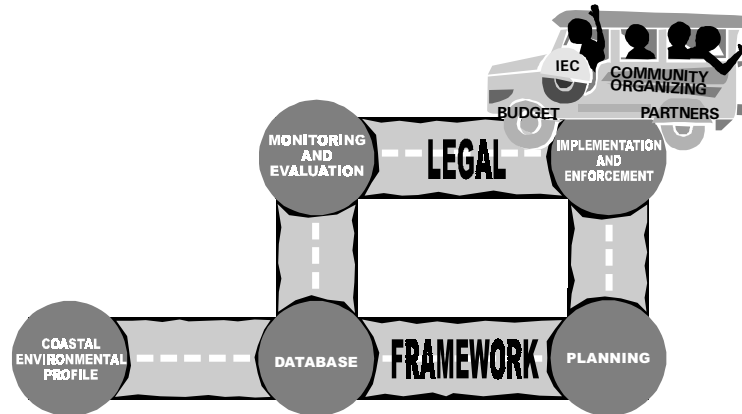 IEC
COMMUNITY
ORGANIZING
BUDGET
PARTNERS
MONITORING
AND
EVALUATION
LEGAL
IMPLEMENTATION
AND
ENFORCEMENT
COASTAL
ENVIRONMENTAL
PROFILE
DATABASE
FRAMEWORK
PLANNING